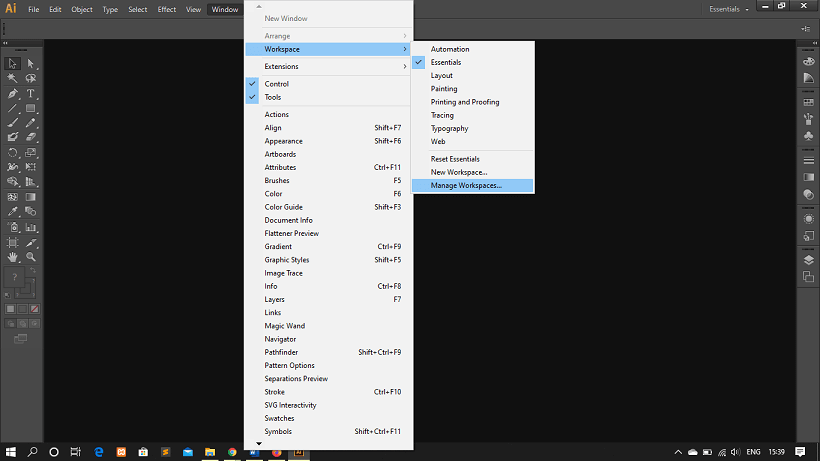 Ai File Edit Object Type Select Effect View Window Essentials
New Window
Arrange
Workspace
Extensions
Control
Tools
Actions
Align Shift+F7
Appearance Shift+F6
Artboards
Attributes Ctrl+F11
Brushes F5
Color F6
Color Guide Shift+F3
Document Info
Flattener Preview
Gradient Ctrl+F9
Graphic Styles Shift+F5
Image Trace
Info Ctrl+F8
Layers F7
Links
Magic Wand
Navigator
Pathfinder Shift+Ctrl+F9
Pattern Options
Separations Preview
Stroke Ctrl+F10
SVG Interactivity
Swatches
Symbols Shift+Ctrl+F11
Automation
Essentials
Layout
Painting
Printing and Proofing
Tracing
Typography
Web
Reset Essentials
New Workspace...
Manage Workspaces...
?
ENG 15:39